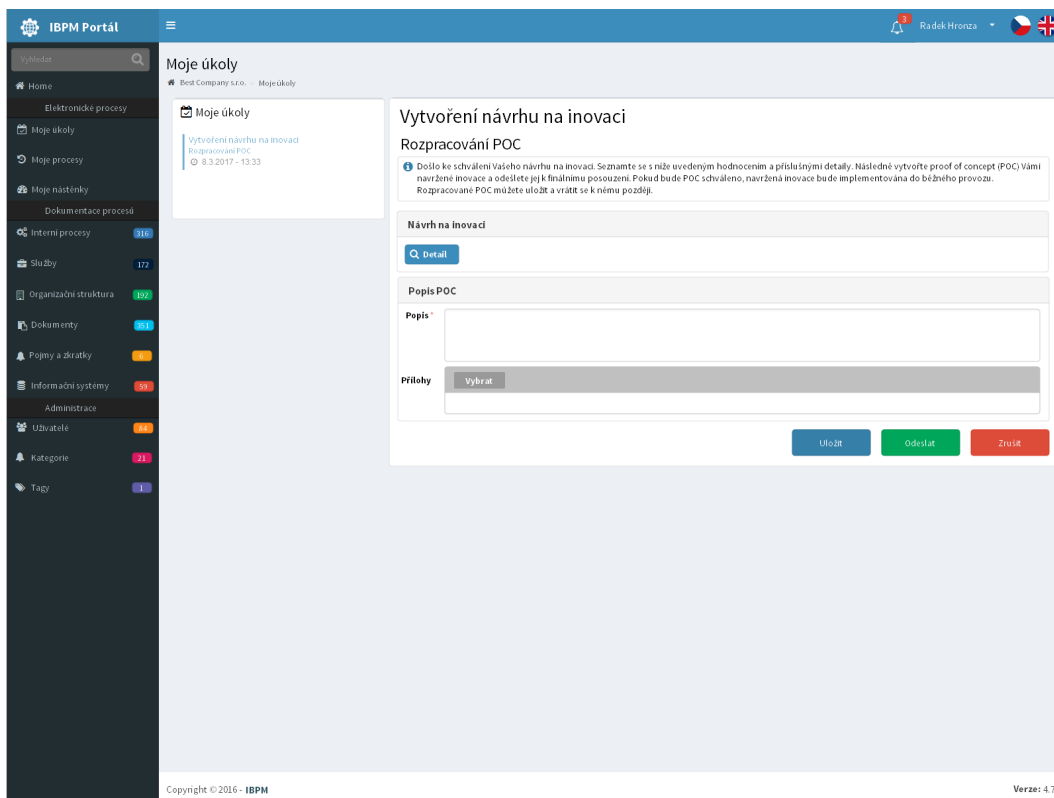 IBPM Portál
3
Radek Hronza
Vyhledat
Home
Elektronické procesy
Moje úkoly
Moje procesy
Moje nástěnky
Dokumentace procesů
Interní procesy 316
Služby 172
Organizační struktura 192
Dokumenty 351
Pojmy a zkratky 6
Informační systémy 59
Administrace
Uživatelé 84
Kategorie 21
Tagy 1
Moje úkoly
Best Company s.r.o. Moje úkoly
Moje úkoly
Vytvoření návrhu na inovaci
Rozpracování POC
8.3.2017 - 13:33
Vytvoření návrhu na inovaci
Rozpracování POC
Došlo ke schválení Vašeho návrhu na inovaci. Seznamte se s níže uvedeným hodnocením a příslušnými detaily. Následně vytvořte proof of concept (POC) Vámi
navržené inovace a odešlete jej k finálnímu posouzení. Pokud bude POC schváleno, navržená inovace bude implementována do běžného provozu.
Rozpracované POC můžete uložit a vrátit se k němu později.
Návrh na inovaci
Detail
Popis POC
Popis *
Přílohy Vybrat
Uložit Odeslat Zrušit
Copyright © 2016 - IBPM
Verze: 4.7